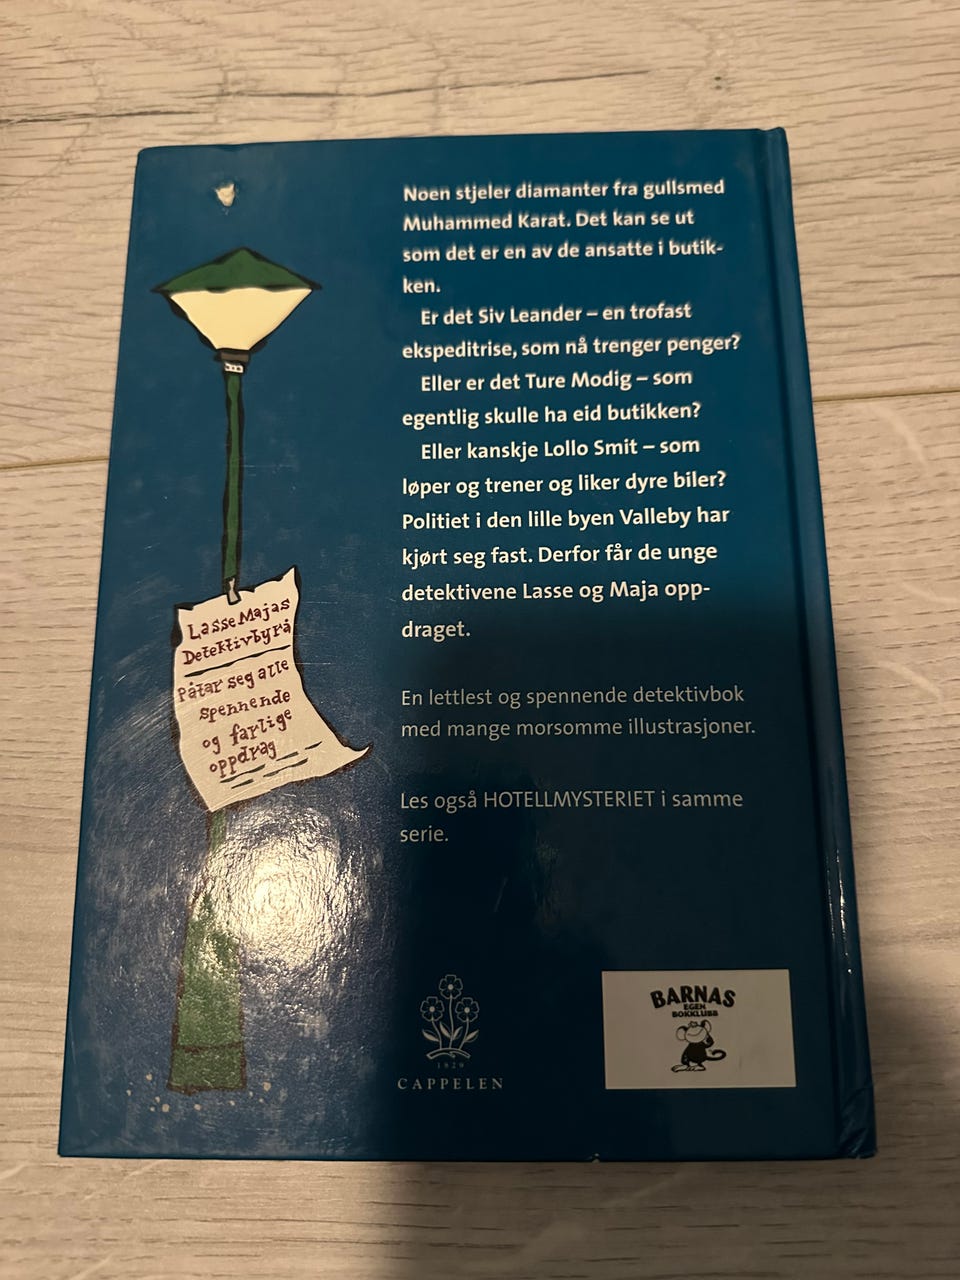 Noen stjeler diamanter fra gullsmed
Muhammed Karat. Det kan se ut
som det er en av de ansatte i butik-
ken.
Er det Siv Leander – en trofast
ekspeditrise, som nå trenger penger?
Eller er det Ture Modig – som
egentlig skulle ha eid butikken?
Eller kanskje Lollo Smit – som
løper og trener og liker dyre biler?
Politiet i den lille byen Valleby har
kjørt seg fast. Derfor får de unge
detektivene Lasse og Maja opp-
draget.
En lettlest og spennende detektivbok
med mange morsomme illustrasjoner.
Les også HOTELLMYSTERIET i samme
serie.
LasseMajas
Detektivbyrå
Påtar seg alle
spennende
og farlige
oppdrag
1829
CAPPELEN
BARNAS
EGEN
BOKKLUBB